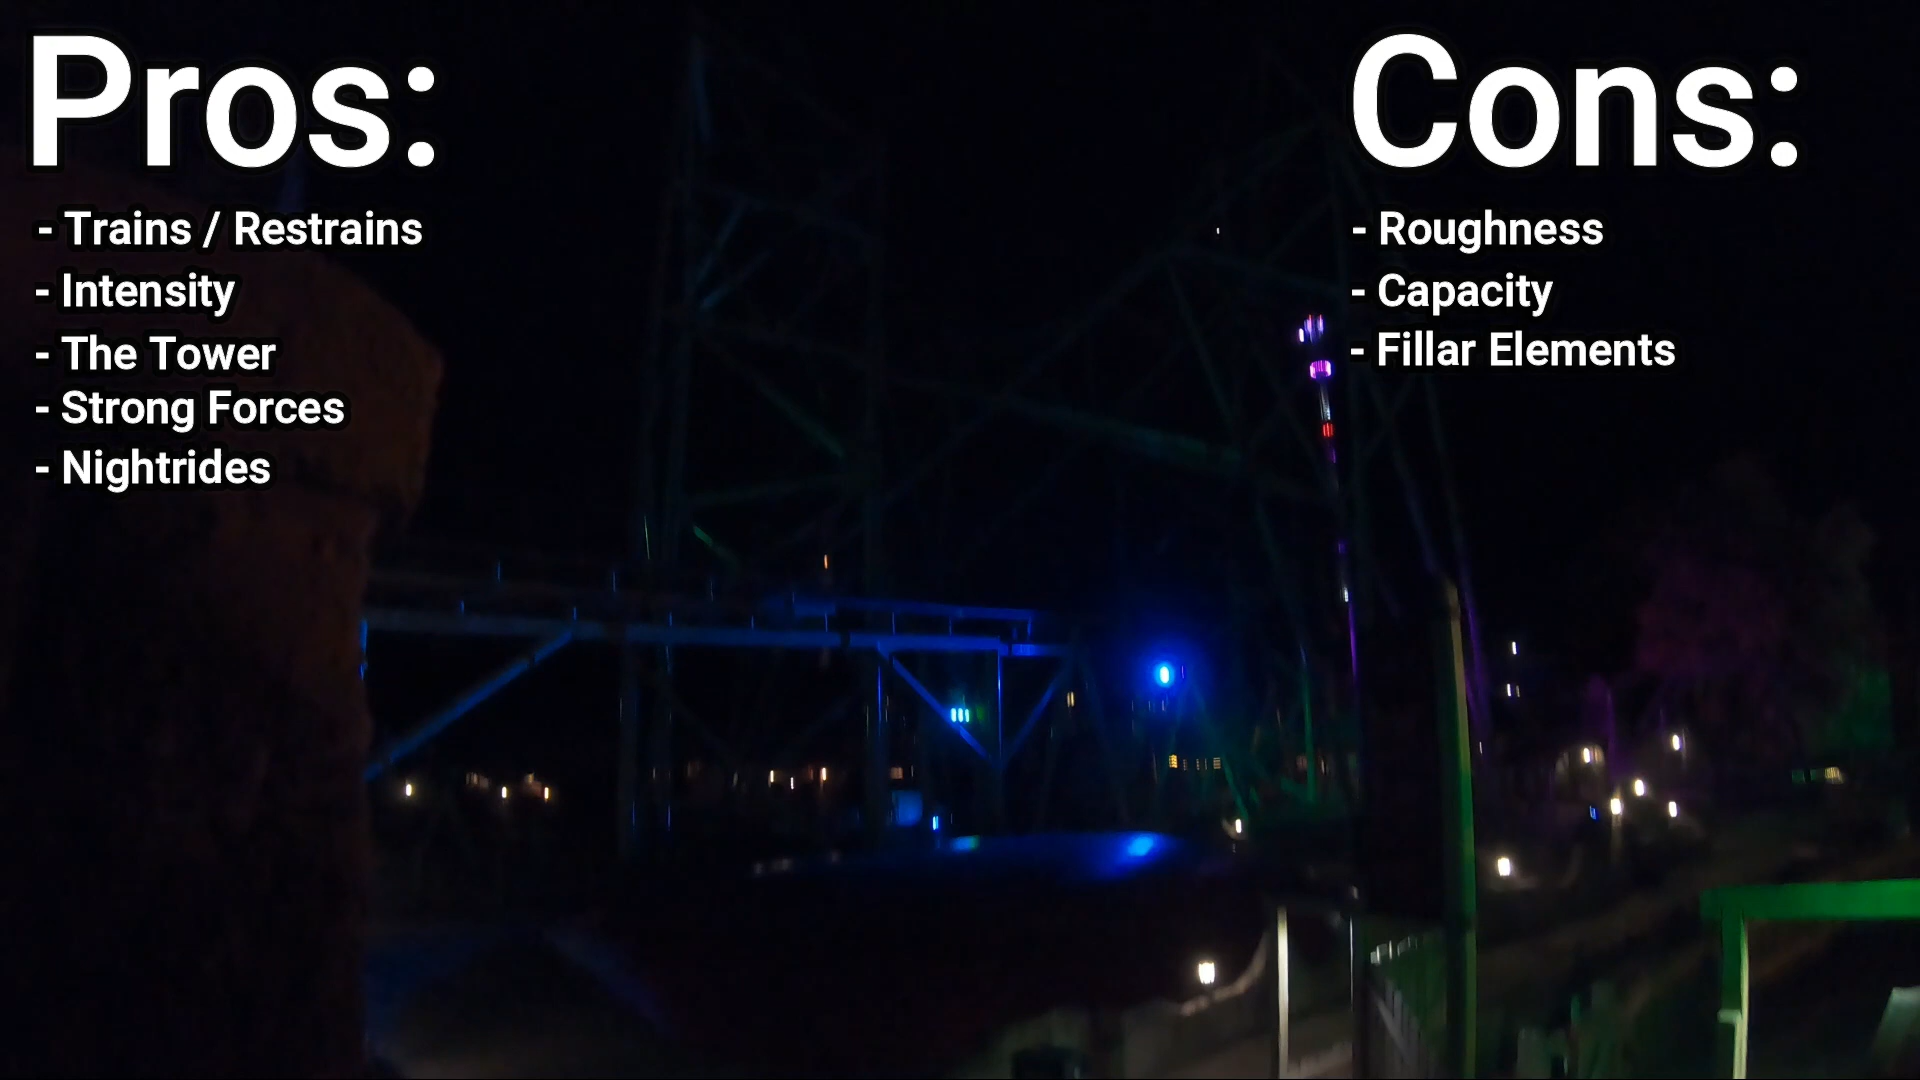 Pros:
- Trains / Restrains
- Intensity
- The Tower
- Strong Forces
- Nightrides
Cons:
- Roughness
- Capacity
- Fillar Elements